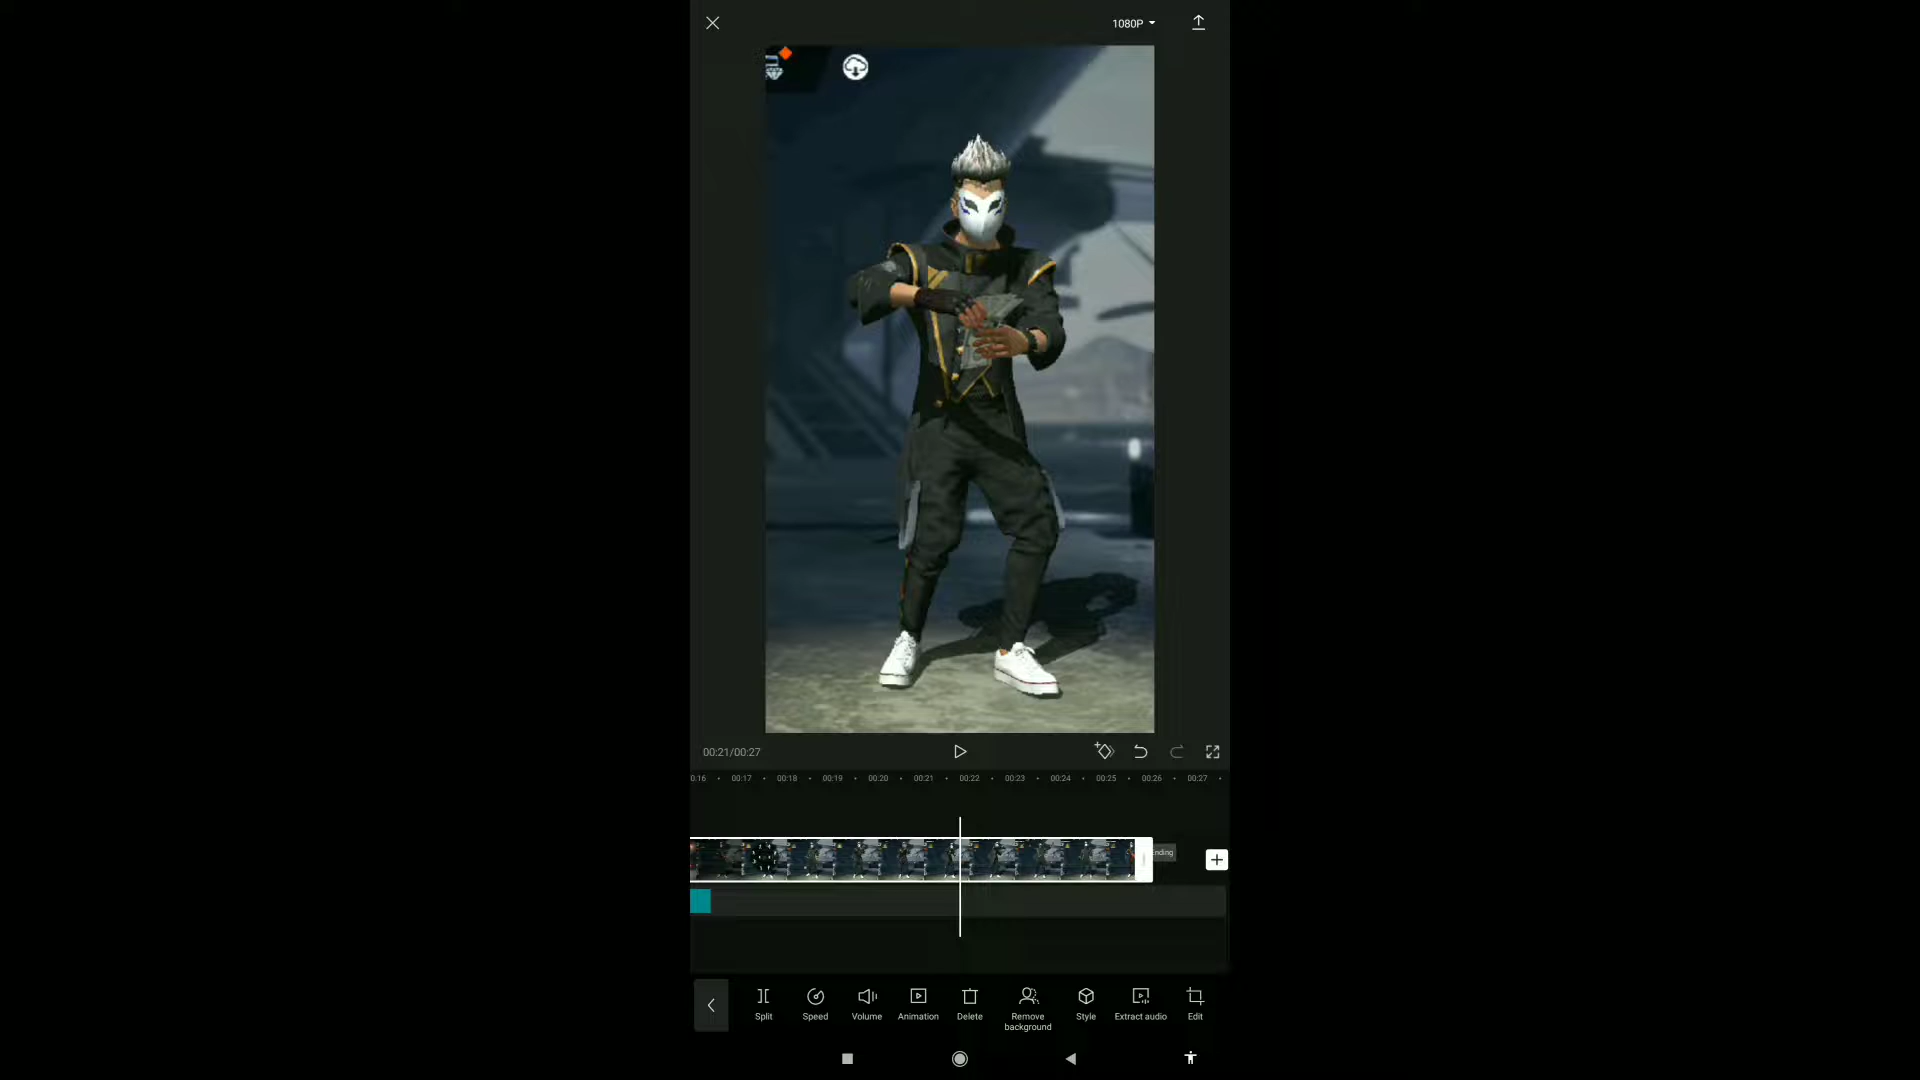 1080P
00:21/00:27
0:16 00:17 00:18 00:19 00:20 00:21 00:22 00:23 00:24 00:25 00:26 00:27
Ending
Split Speed Volume Animation Delete Remove background Style Extract audio Edit